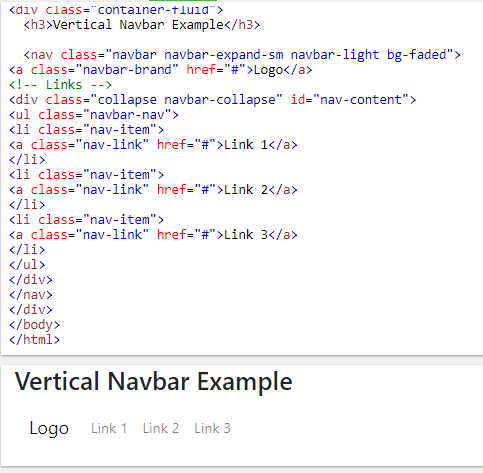 <div class="container-fluid">
<h3>Vertical Navbar Example</h3>
<nav class="navbar navbar-expand-sm navbar-light bg-faded">
<a class="navbar-brand" href="#">Logo</a>
<!-- Links -->
<div class="collapse navbar-collapse" id="nav-content">
<ul class="navbar-nav">
<li class="nav-item">
<a class="nav-link" href="#">Link 1</a>
</li>
<li class="nav-item">
<a class="nav-link" href="#">Link 2</a>
</li>
<li class="nav-item">
<a class="nav-link" href="#">Link 3</a>
</li>
</ul>
</div>
</nav>
</div>
</body>
</html>
Vertical Navbar Example
Logo Link 1 Link 2 Link 3